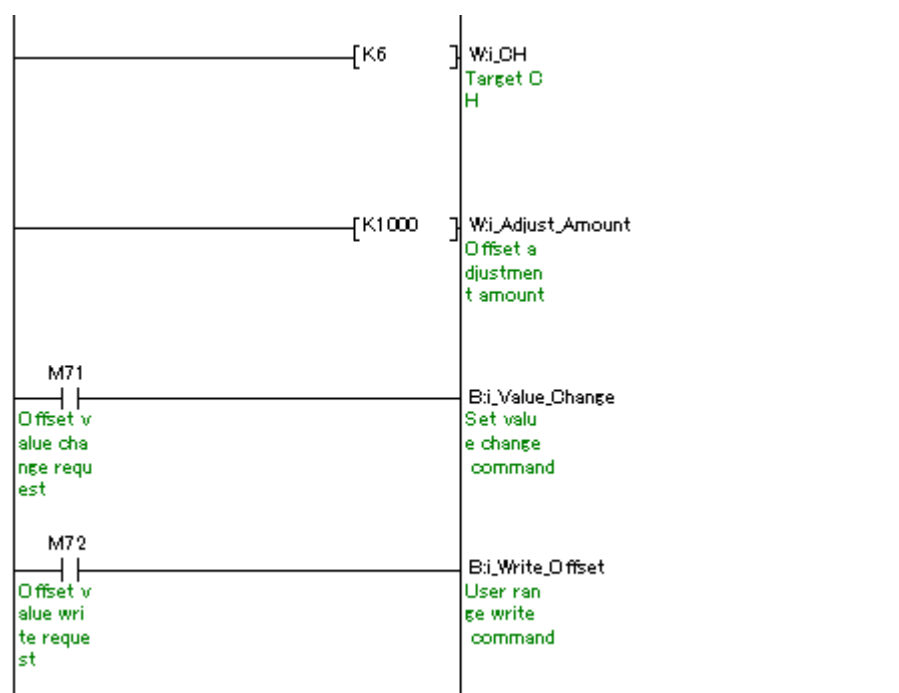 K6
W:i_CH
Target C
H
K1000
W:i_Adjust_Amount
Offset a
djustmen
t amount
M71
B:i_Value_Change
Offset v
alue cha
nge requ
est
Set valu
e change
command
M72
B:i_Write_Offset
Offset v
alue wri
te reque
st
User ran
ge write
command